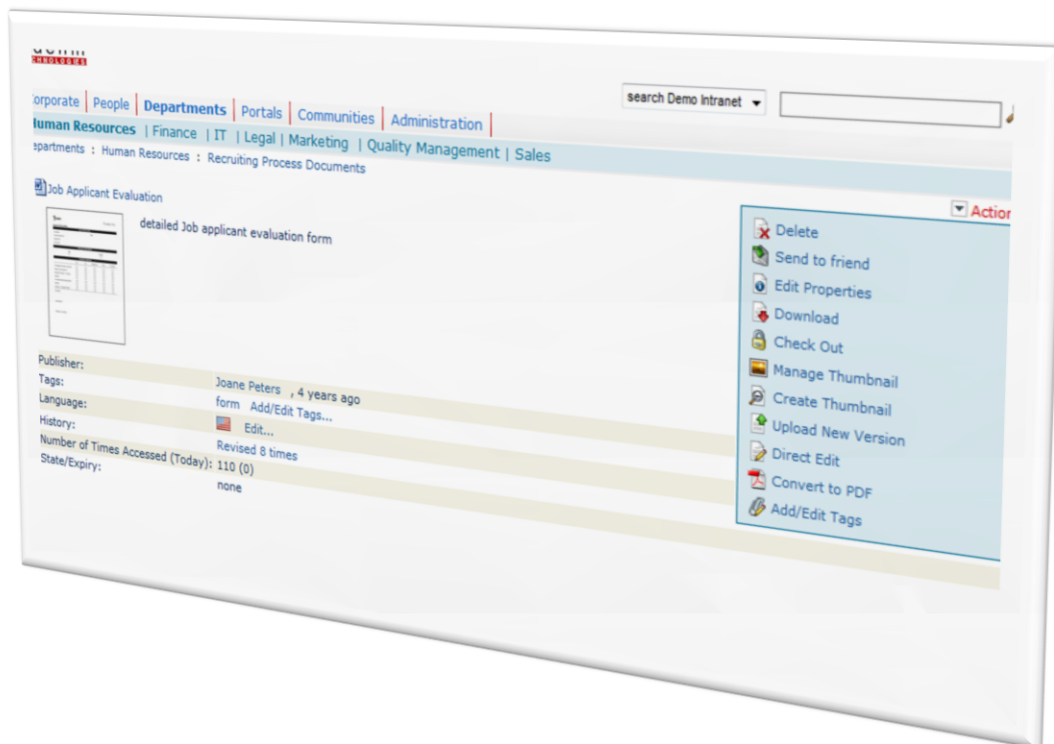 CHNOLOGIES
search Demo Intranet
orporate | People | Departments | Portals | Communities | Administration |
Human Resources | Finance | IT | Legal | Marketing | Quality Management | Sales
epartments : Human Resources : Recruiting Process Documents
Job Applicant Evaluation
detailed Job applicant evaluation form
Action
Delete
Send to friend
Edit Properties
Download
Check Out
Manage Thumbnail
Create Thumbnail
Upload New Version
Direct Edit
Convert to PDF
Add/Edit Tags
Publisher: Joane Peters , 4 years ago
Tags: form Add/Edit Tags...
Language: Edit...
History: Revised 8 times
Number of Times Accessed (Today): 110 (0)
State/Expiry: none